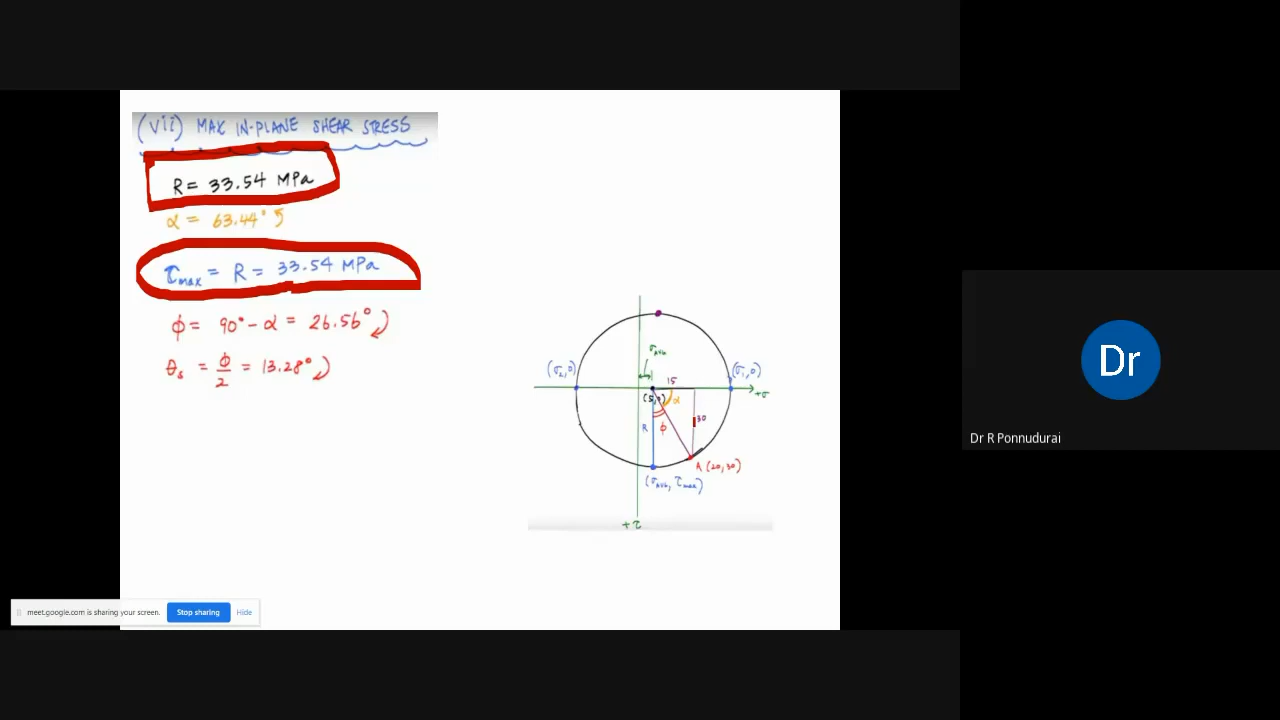 (vii) MAX IN-PLANE SHEAR STRESS
R = 33.54 MPa
α = 63.44°
τmax = R = 33.54 MPa
φ = 90° - α = 26.56°
θs = φ/2 = 13.28°
σAVG
(σ2,0)
15
(σ1,0)
+σ
α
R
φ
30
A (20,30)
(σAVG, τmax)
+τ
Dr
Dr R Ponnudurai
meet.google.com is sharing your screen.
Stop sharing
Hide